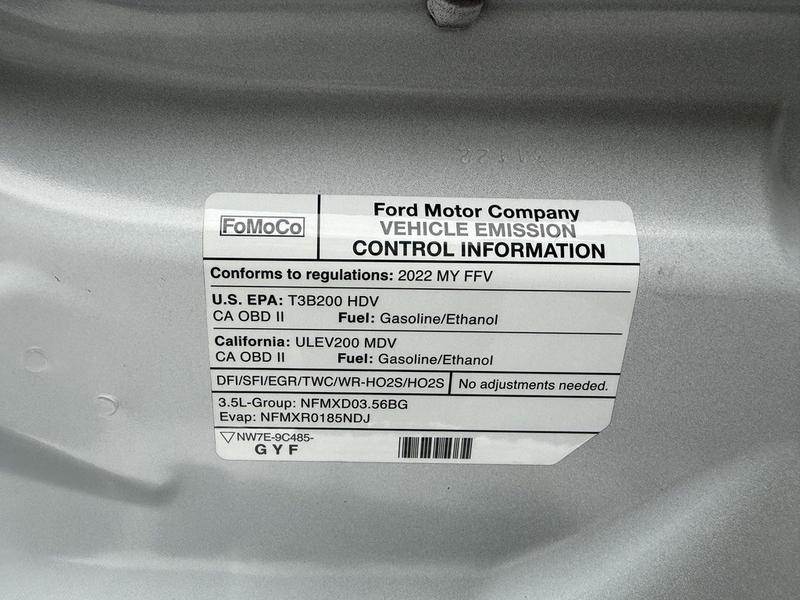 FoMoCo
Ford Motor Company
VEHICLE EMISSION
CONTROL INFORMATION
Conforms to regulations: 2022 MY FFV
U.S. EPA: T3B200 HDV
CA OBD II Fuel: Gasoline/Ethanol
California: ULEV200 MDV
CA OBD II Fuel: Gasoline/Ethanol
DFI/SFI/EGR/TWC/WR-HO2S/HO2S No adjustments needed.
3.5L-Group: NFMXD03.56BG
Evap: NFMXR0185NDJ
NW7E-9C485-
G Y F